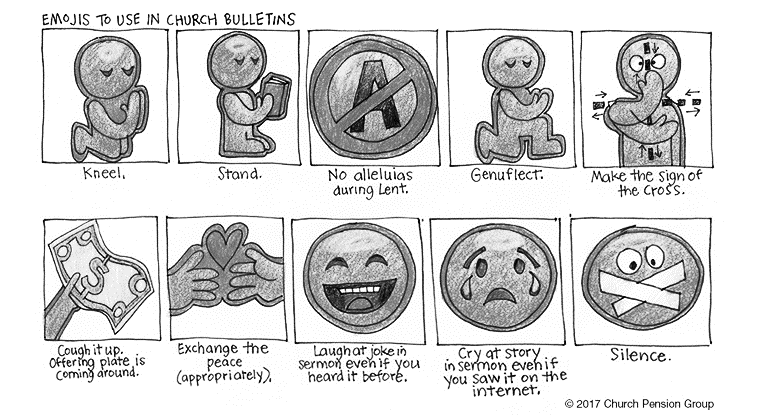 EMOJIS TO USE IN CHURCH BULLETINS
A
Kneel.
Stand.
No alleluias
during Lent.
Genuflect.
Make the sign of
the Cross.
$
Cough it up.
Offering plate is
coming around.
Exchange the
peace
(appropriately).
Laugh at joke in
sermon even if you
heard it before.
Cry at story
in sermon even if
you saw it on the
internet.
Silence.
© 2017 Church Pension Group